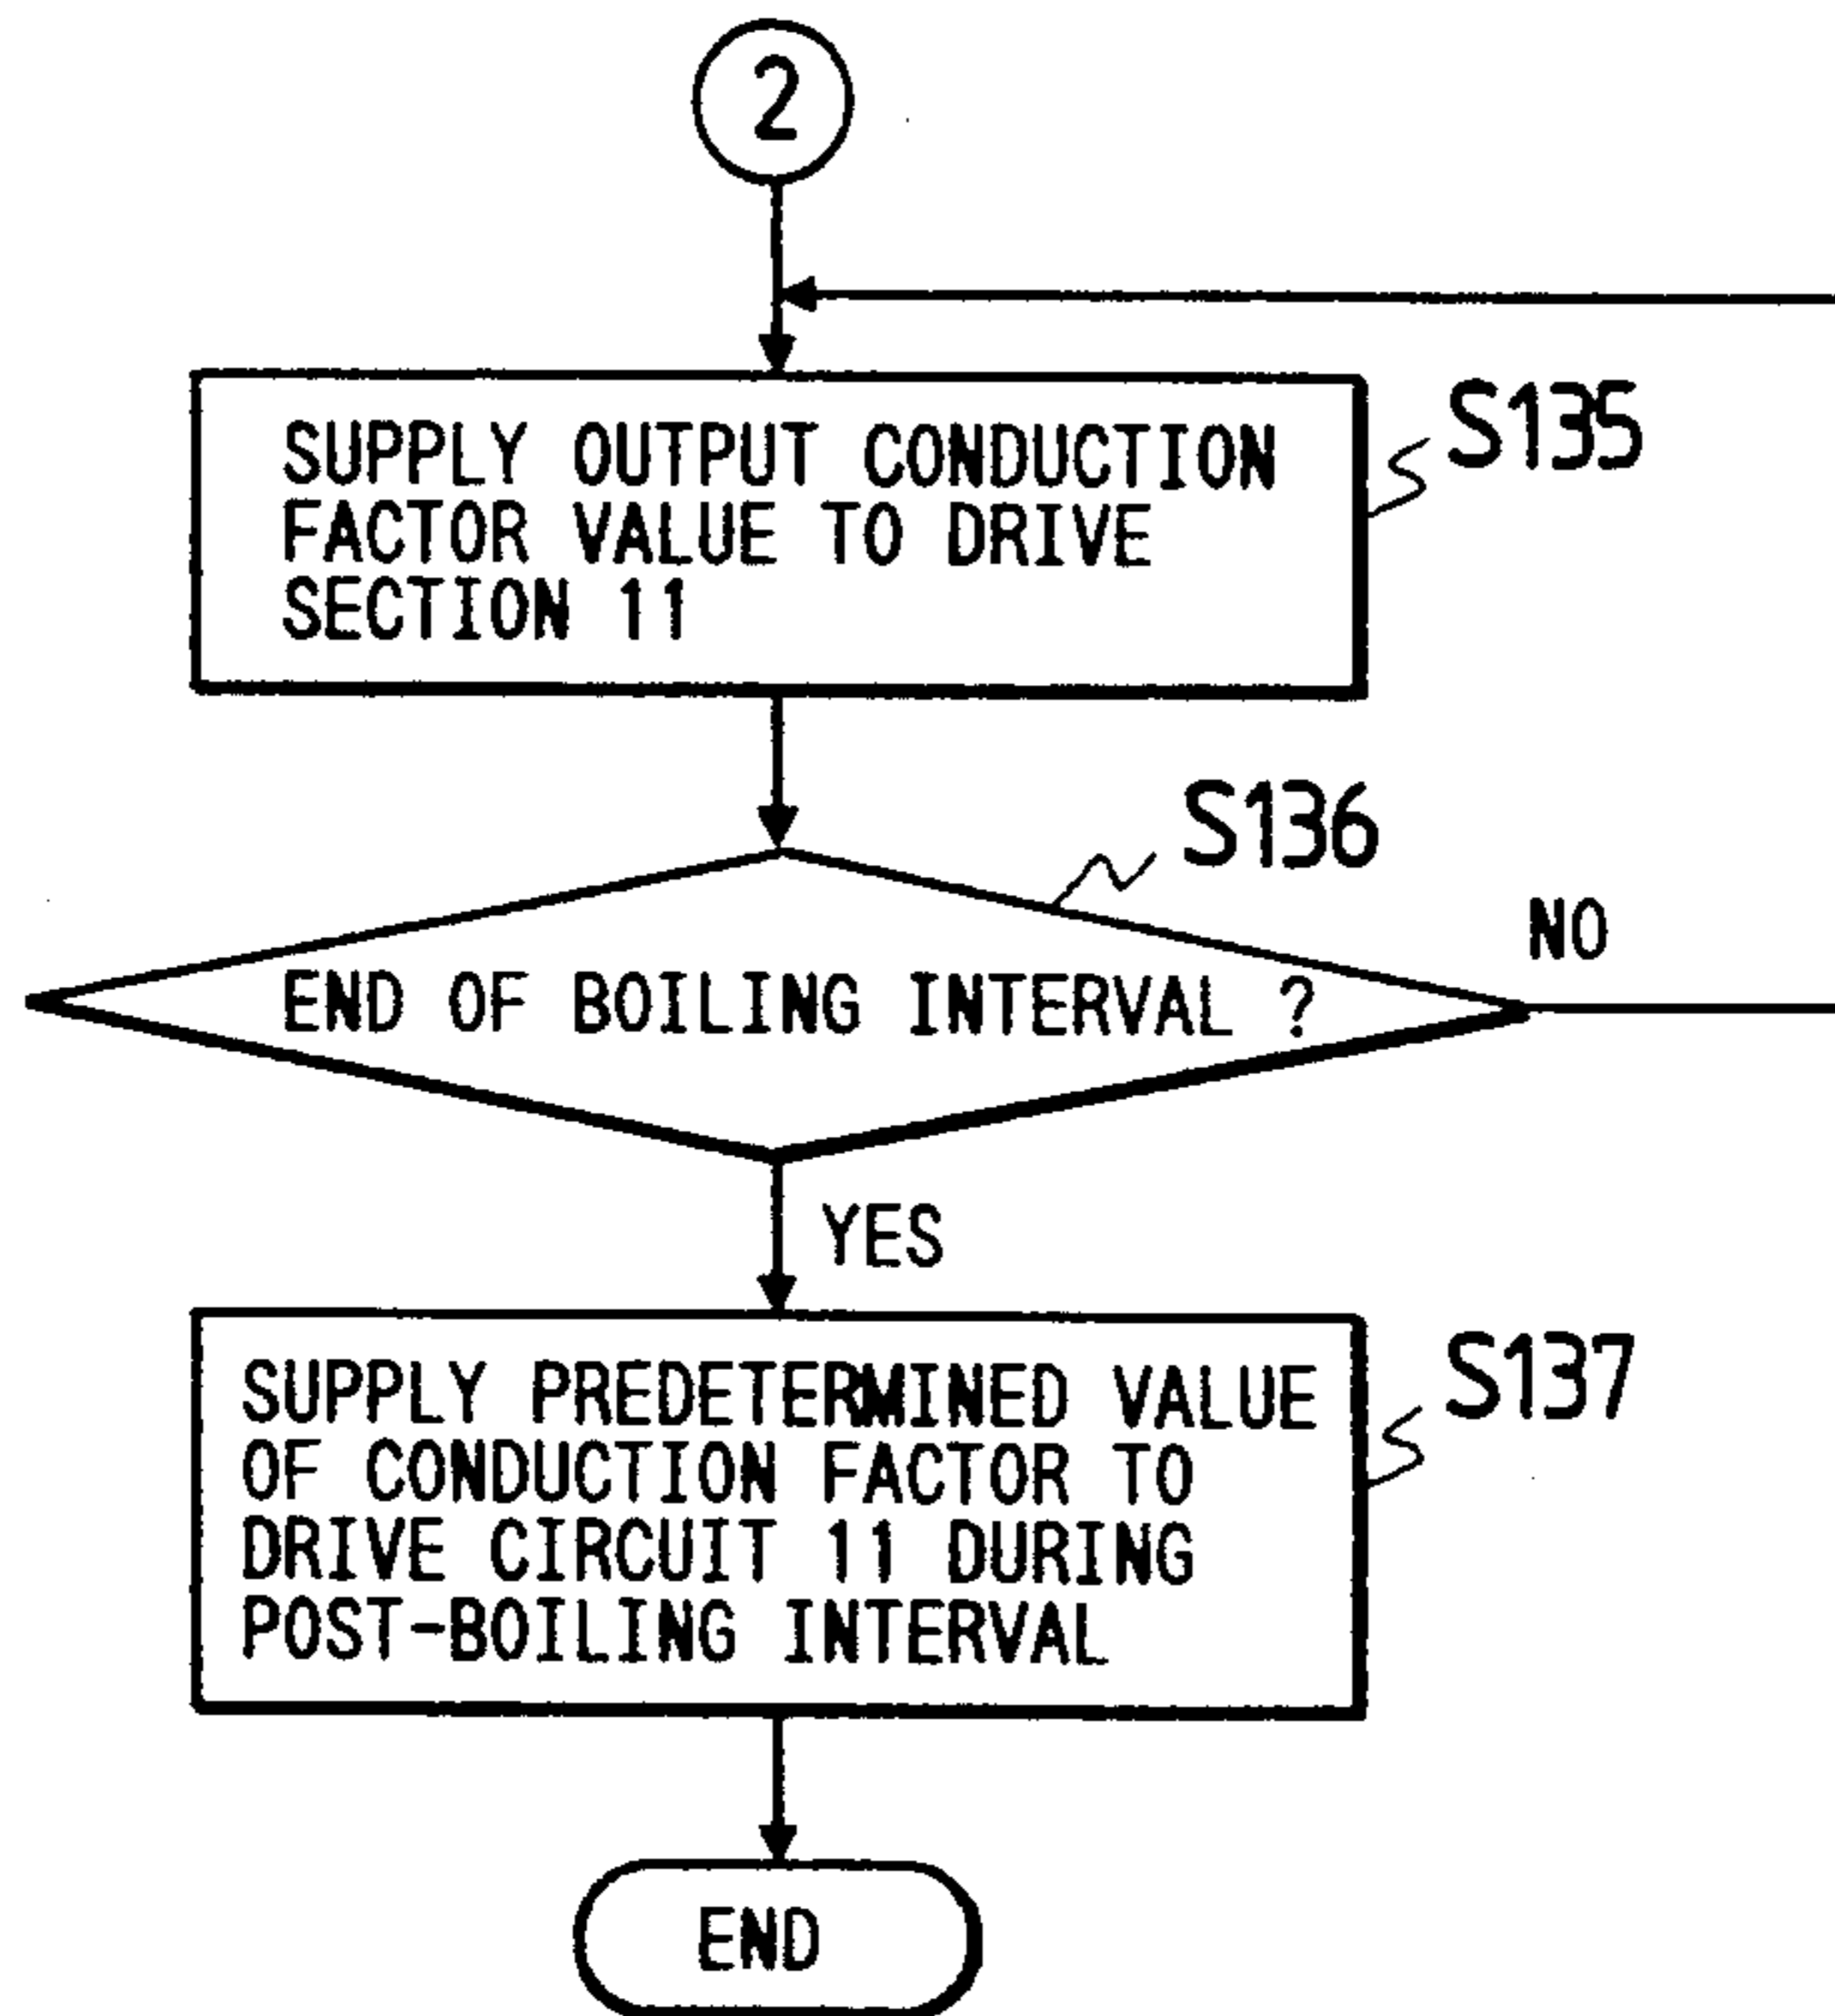 2
SUPPLY OUTPUT CONDUCTION
FACTOR VALUE TO DRIVE
SECTION 11
S135
S136
END OF BOILING INTERVAL ?
NO
YES
SUPPLY PREDETERMINED VALUE
OF CONDUCTION FACTOR TO
DRIVE CIRCUIT 11 DURING
POST-BOILING INTERVAL
S137
END